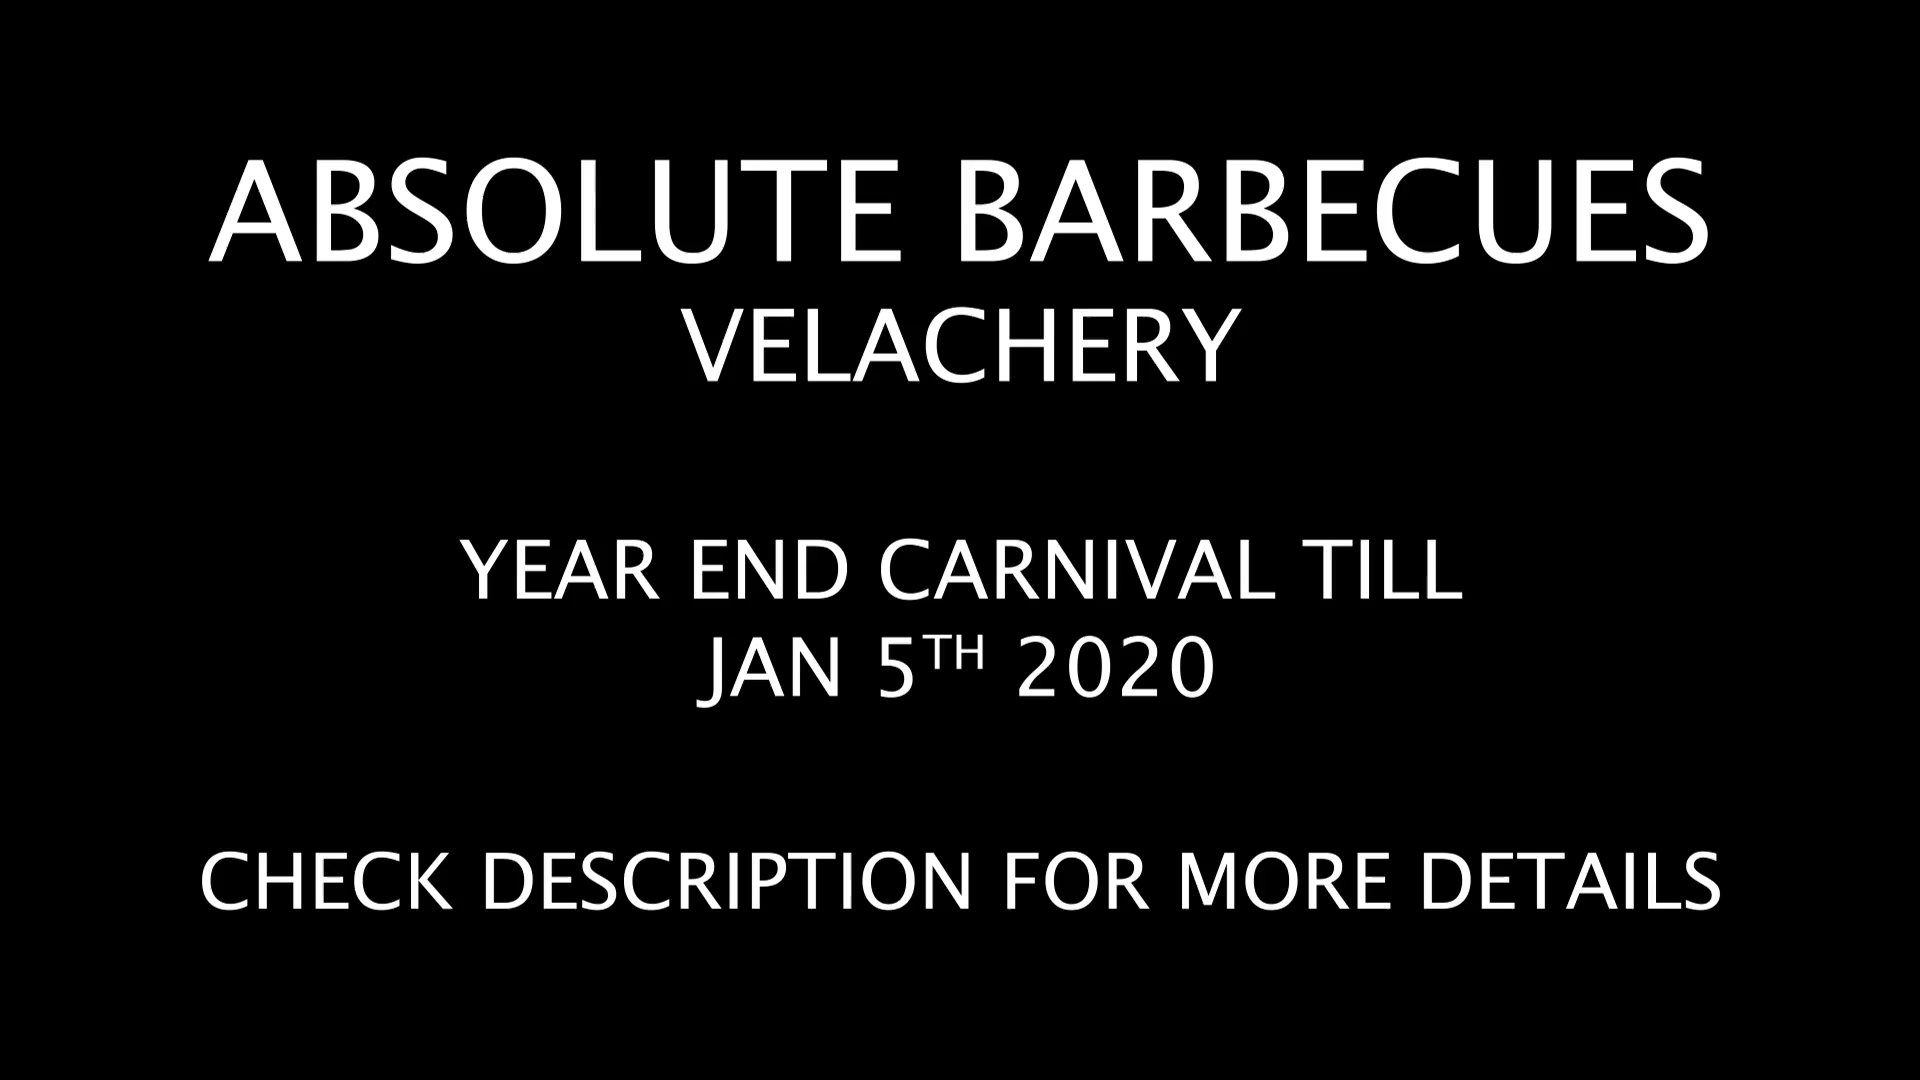 ABSOLUTE BARBECUES
VELACHERY
YEAR END CARNIVAL TILL
JAN 5TH 2020
CHECK DESCRIPTION FOR MORE DETAILS